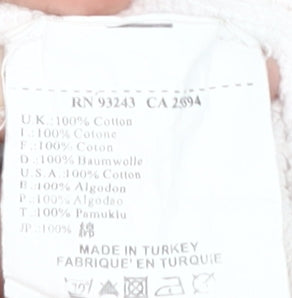 RN 93243 CA 2694
U.K.:100% Cotton
I.:100% Cotone
F.:100% Coton
D.:100% Baumwolle
U.S.A.:100% Cotton
E.:100% Algodon
P.:100% Algodao
T.:100% Pamuklu
JP.:100% 綿
MADE IN TURKEY
FABRIQUE' EN TURQUIE